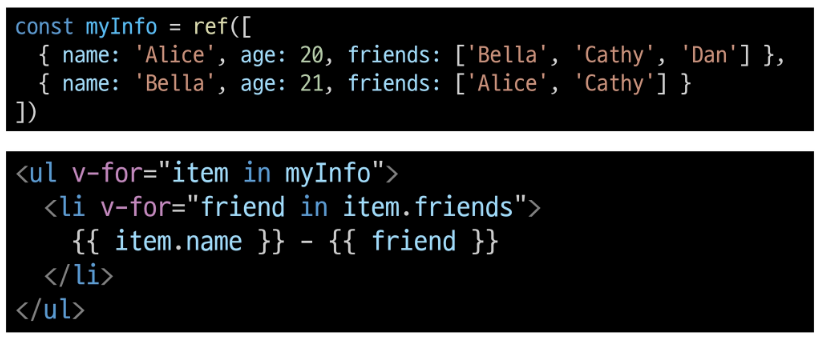 const myInfo = ref([
  { name: 'Alice', age: 20, friends: ['Bella', 'Cathy', 'Dan'] },
  { name: 'Bella', age: 21, friends: ['Alice', 'Cathy'] }
])
<ul v-for="item in myInfo">
  <li v-for="friend in item.friends">
    {{ item.name }} - {{ friend }}
  </li>
</ul>